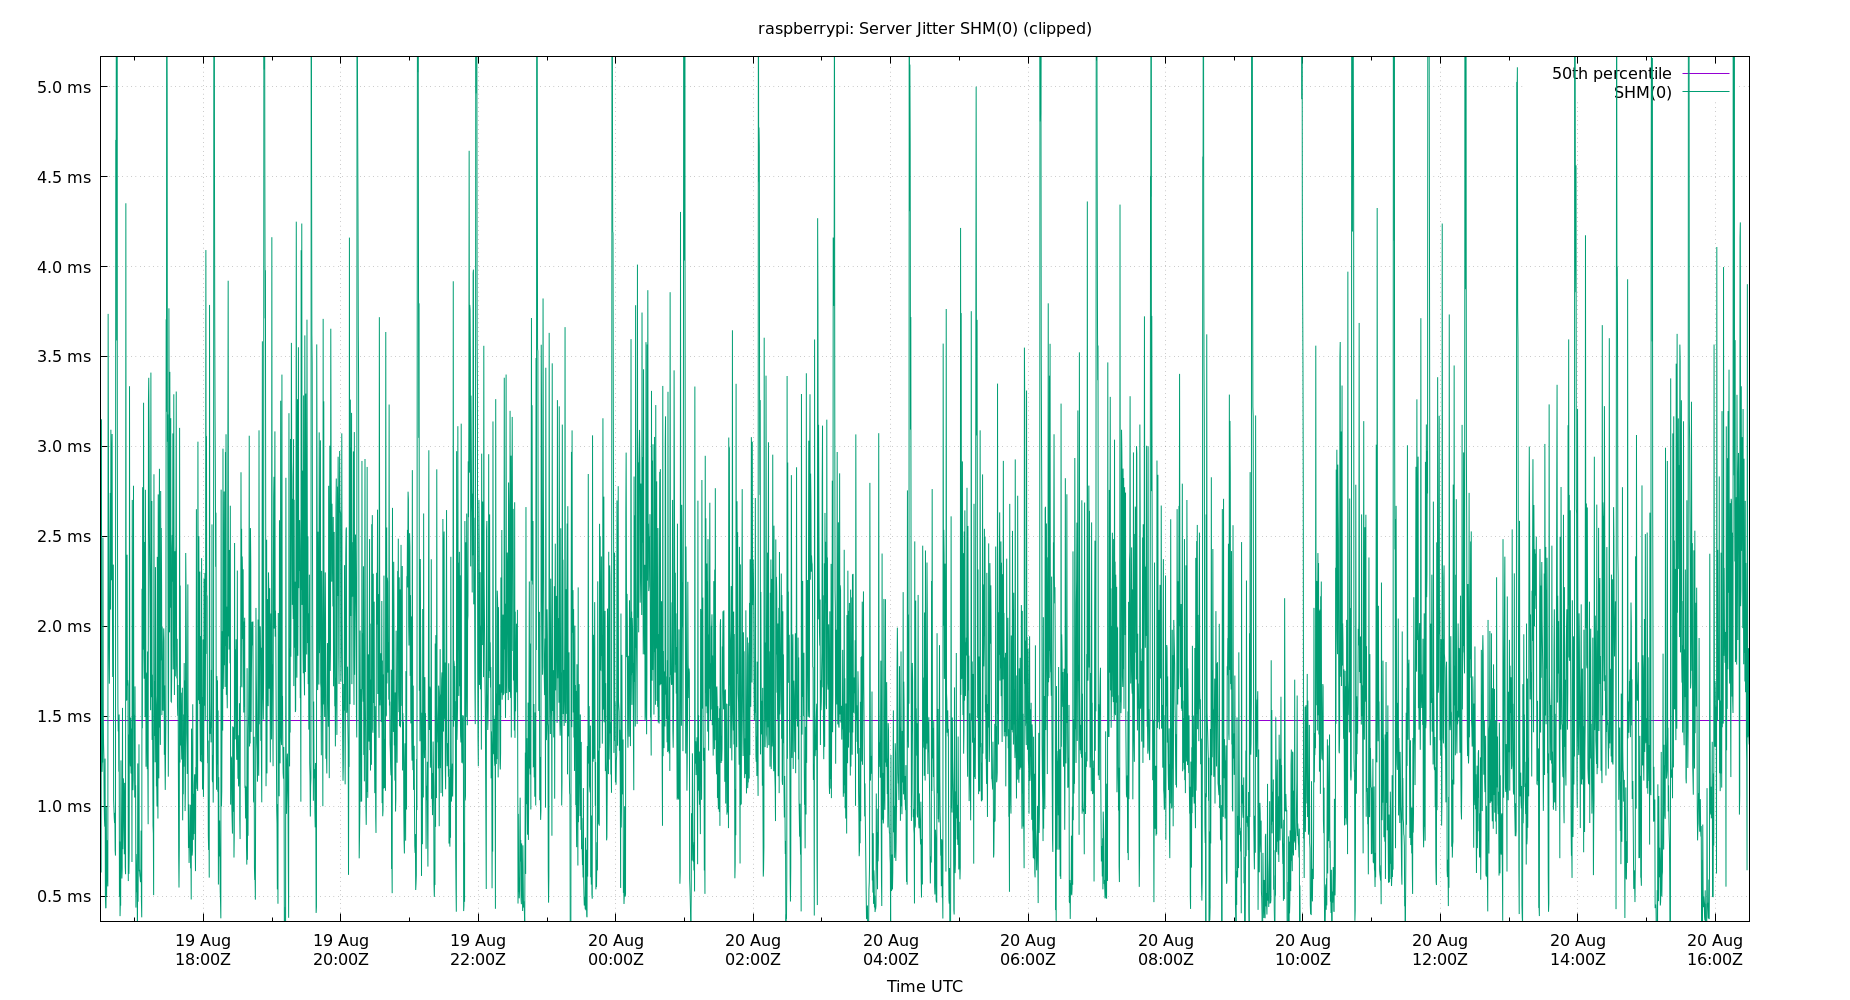 raspberrypi: Server Jitter SHM(0) (clipped)
50th percentile
SHM(0)
5.0 ms
4.5 ms
4.0 ms
3.5 ms
3.0 ms
2.5 ms
2.0 ms
1.5 ms
1.0 ms
0.5 ms
19 Aug 19 Aug 19 Aug 20 Aug 20 Aug 20 Aug 20 Aug 20 Aug 20 Aug 20 Aug 20 Aug 20 Aug
18:00Z 20:00Z 22:00Z 00:00Z 02:00Z 04:00Z 06:00Z 08:00Z 10:00Z 12:00Z 14:00Z 16:00Z
Time UTC